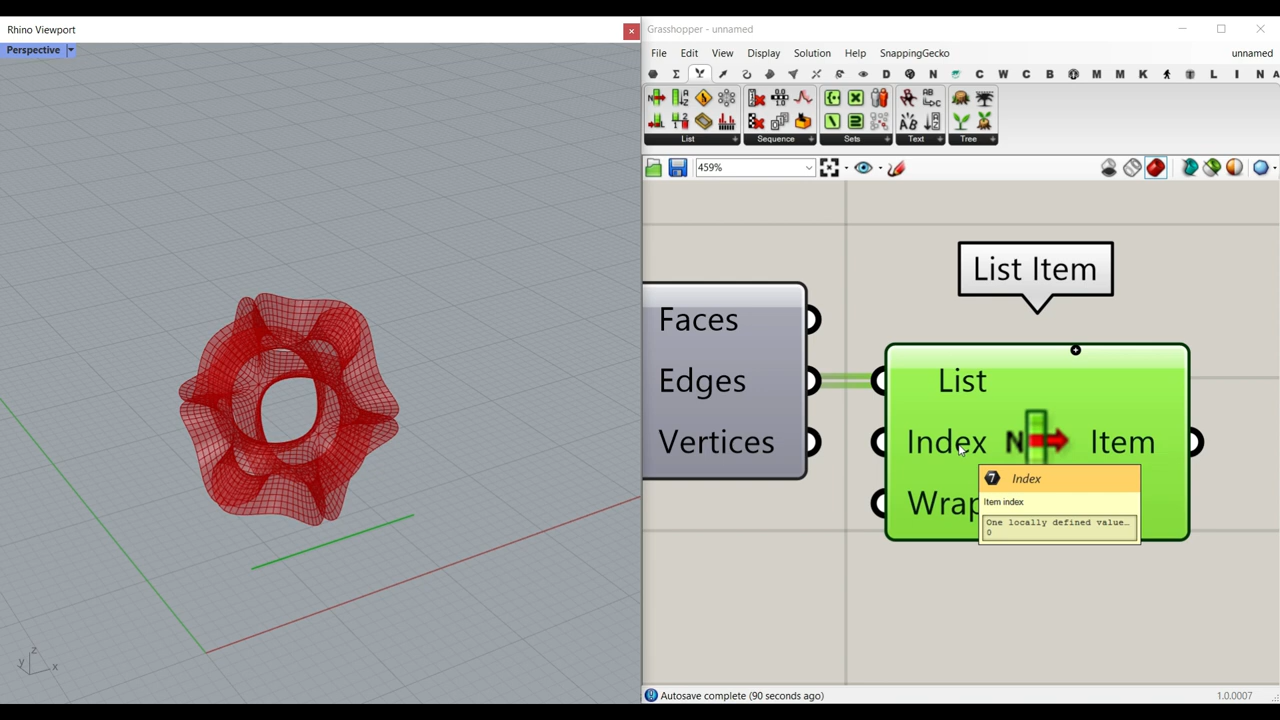 Rhino Viewport
Perspective
z
y
x
Grasshopper - unnamed
File Edit View Display Solution Help SnappingGecko unnamed
D N C W C B M M K L I N A
List Sequence Sets Text Tree
459%
List Item
Faces
Edges
Vertices
List
Index
Wrap
N
Item
7 Index
Item index
One locally defined value…
0
Autosave complete (90 seconds ago)
1.0.0007